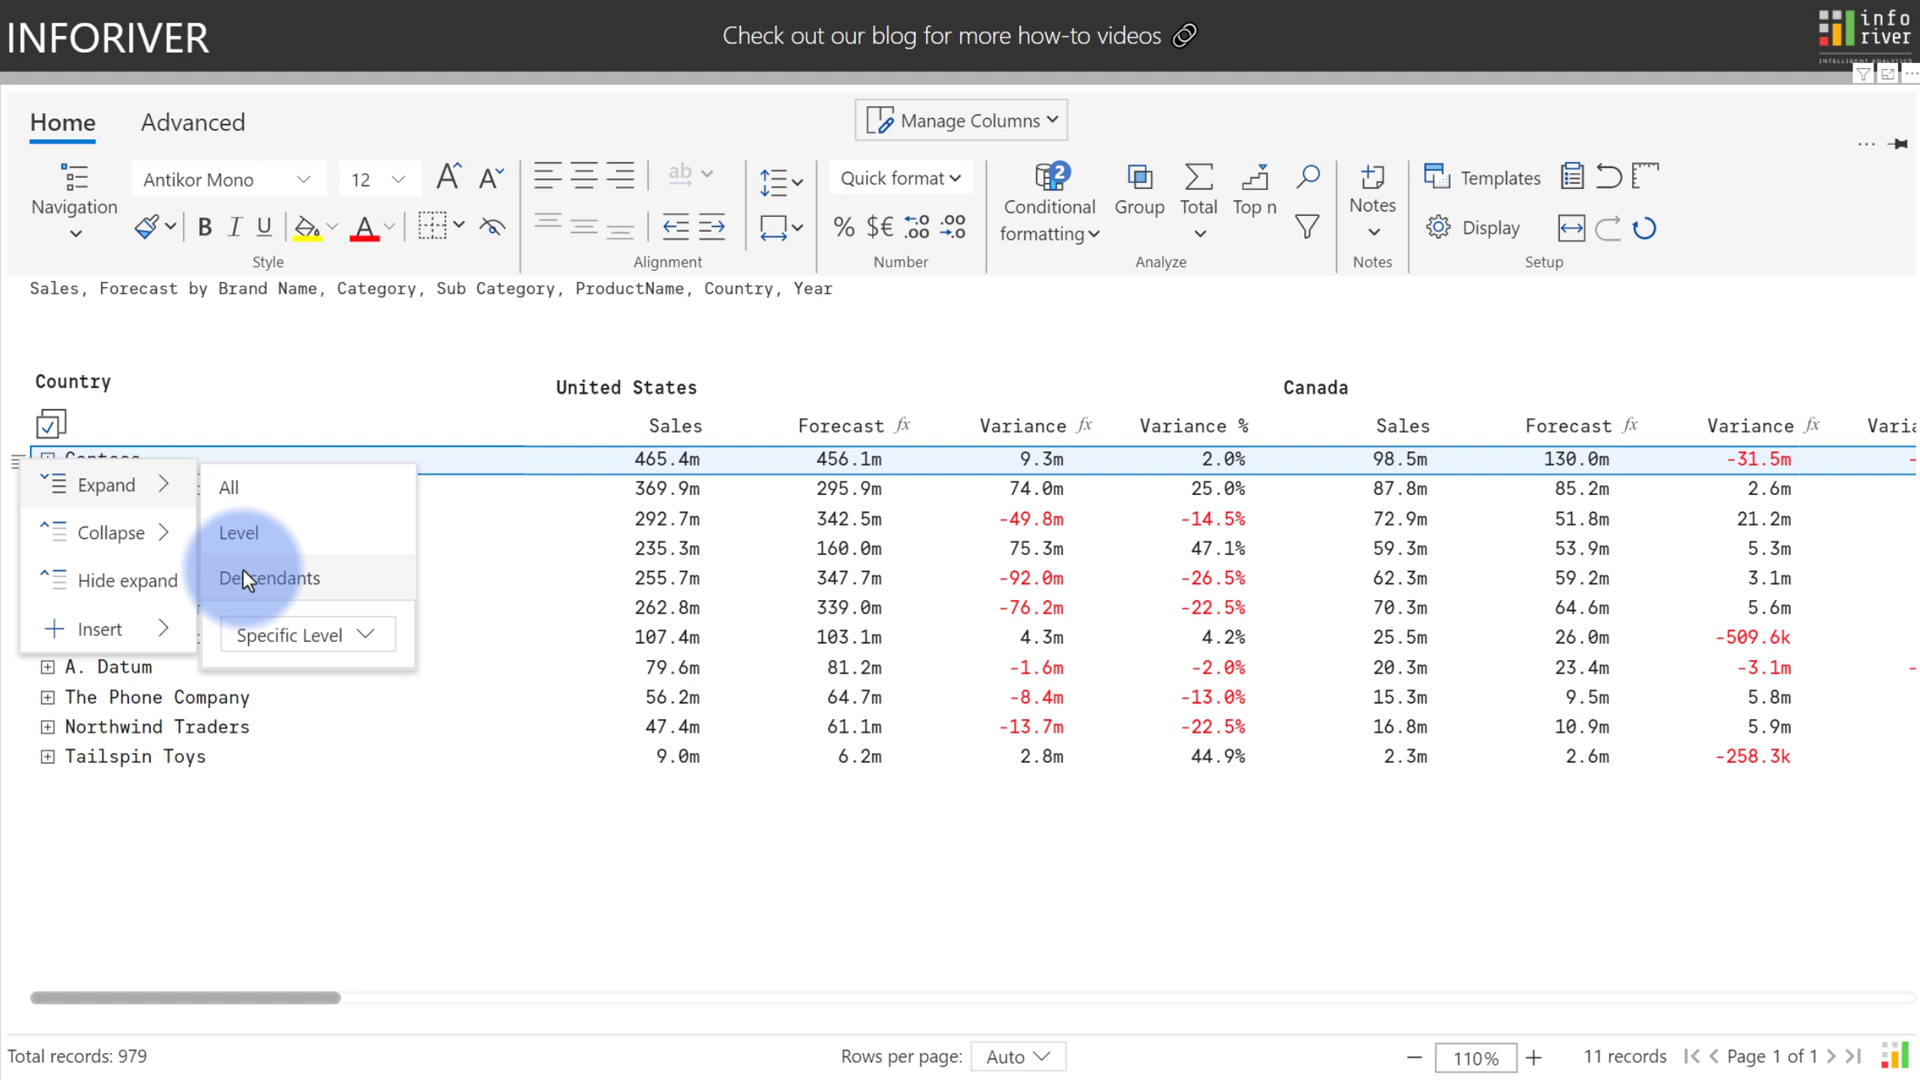 INFORIVER
Check out our blog for more how-to videos
info
river
INTELLIGENT ANALYTICS
Home
Advanced
Manage Columns
Navigation
Antikor Mono
12
Quick format
Conditional
formatting
2
Group
Total
Top n
Notes
Templates
Display
B I U
A
ab
% $€
Style
Alignment
Number
Analyze
Notes
Setup
Sales, Forecast by Brand Name, Category, Sub Category, ProductName, Country, Year
Country
United States
Canada
Sales Forecast fx Variance fx Variance % Sales Forecast fx Variance fx
465.4m 456.1m 9.3m 2.0% 98.5m 130.0m -31.5m
369.9m 295.9m 74.0m 25.0% 87.8m 85.2m 2.6m
292.7m 342.5m -49.8m -14.5% 72.9m 51.8m 21.2m
235.3m 160.0m 75.3m 47.1% 59.3m 53.9m 5.3m
255.7m 347.7m -92.0m -26.5% 62.3m 59.2m 3.1m
262.8m 339.0m -76.2m -22.5% 70.3m 64.6m 5.6m
107.4m 103.1m 4.3m 4.2% 25.5m 26.0m -509.6k
A. Datum 79.6m 81.2m -1.6m -2.0% 20.3m 23.4m -3.1m
The Phone Company 56.2m 64.7m -8.4m -13.0% 15.3m 9.5m 5.8m
Northwind Traders 47.4m 61.1m -13.7m -22.5% 16.8m 10.9m 5.9m
Tailspin Toys 9.0m 6.2m 2.8m 44.9% 2.3m 2.6m -258.3k
Expand
Collapse
Hide expand
Insert
All
Level
Descendants
Specific Level
Total records: 979
Rows per page: Auto
110%
11 records
Page 1 of 1